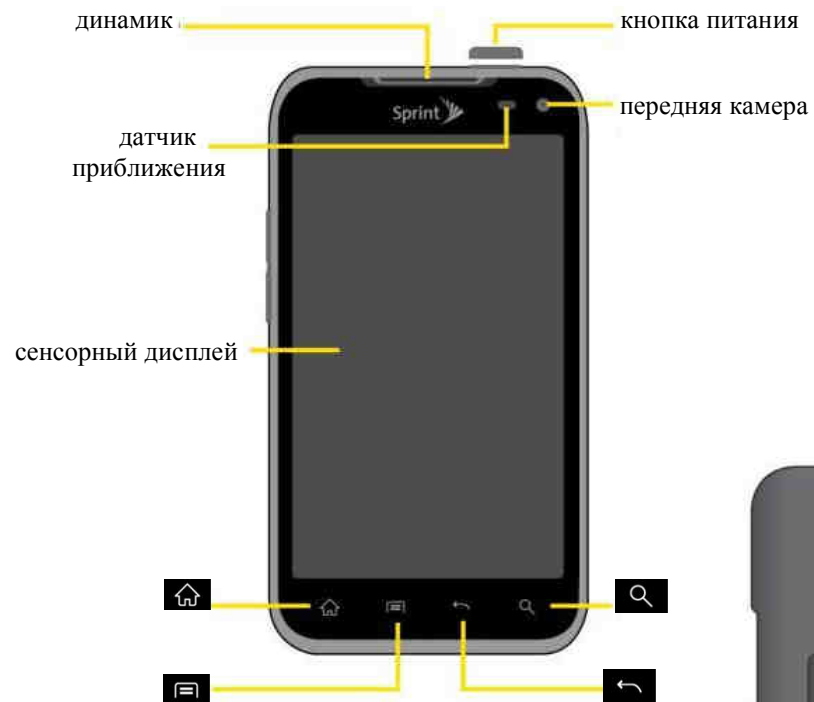 динамик
кнопка питания
Sprint
передняя камера
датчик
приближения
сенсорный дисплей